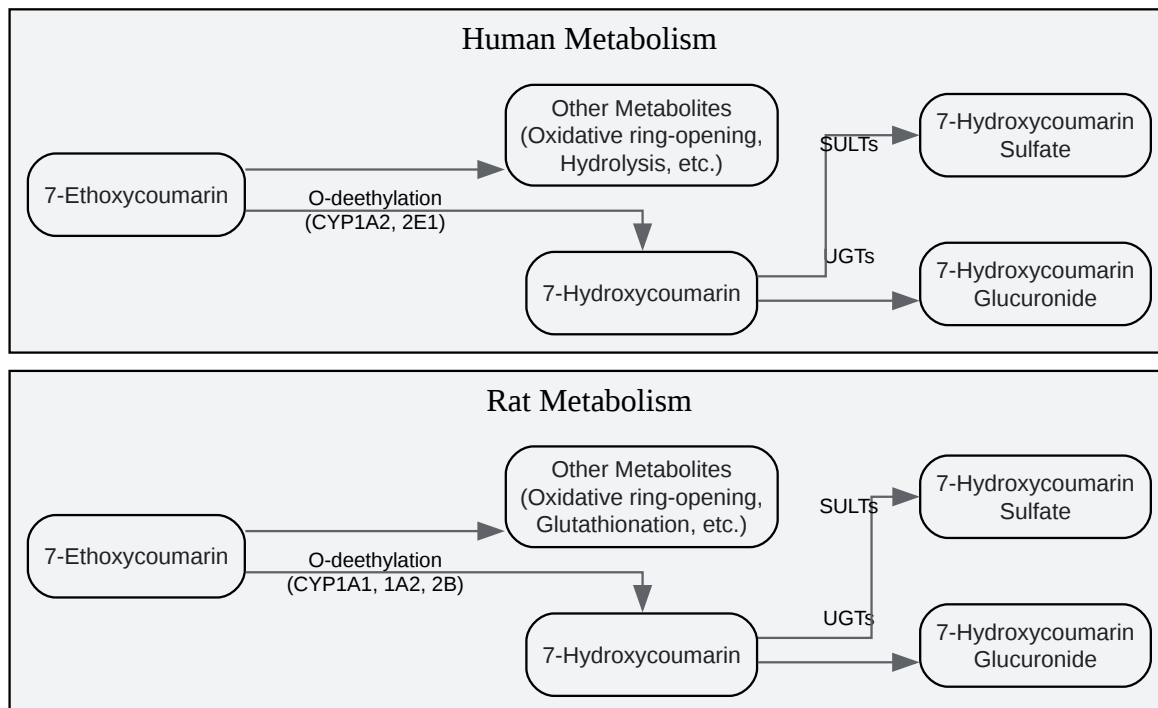 Human Metabolism
Other Metabolites
(Oxidative ring-opening,
Hydrolysis, etc.)
7-Hydroxycoumarin
Sulfate
SULTs
7-Ethoxycoumarin
O-deethylation
(CYP1A2, 2E1)
UGTs
7-Hydroxycoumarin
7-Hydroxycoumarin
Glucuronide
Rat Metabolism
Other Metabolites
(Oxidative ring-opening,
Glutathionation, etc.)
7-Hydroxycoumarin
Sulfate
SULTs
7-Ethoxycoumarin
O-deethylation
(CYP1A1, 1A2, 2B)
UGTs
7-Hydroxycoumarin
7-Hydroxycoumarin
Glucuronide